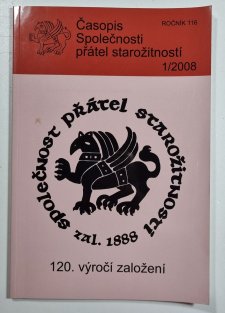 Časopis
Společnosti
přátel starožitností
ROČNÍK 116
1/2008
společnost přátel starožitností
zal. 1888
120. výročí založení